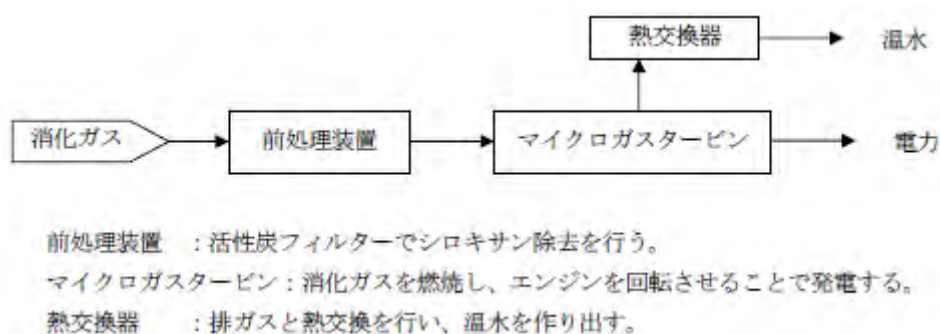 熱交換器
温水
消化ガス
前処理装置
マイクロガスタービン
電力
前処理装置 ：活性炭フィルターでシロキサン除去を行う。
マイクロガスタービン：消化ガスを燃焼し、エンジンを回転させることで発電する。
熱交換器 ：排ガスと熱交換を行い、温水を作り出す。